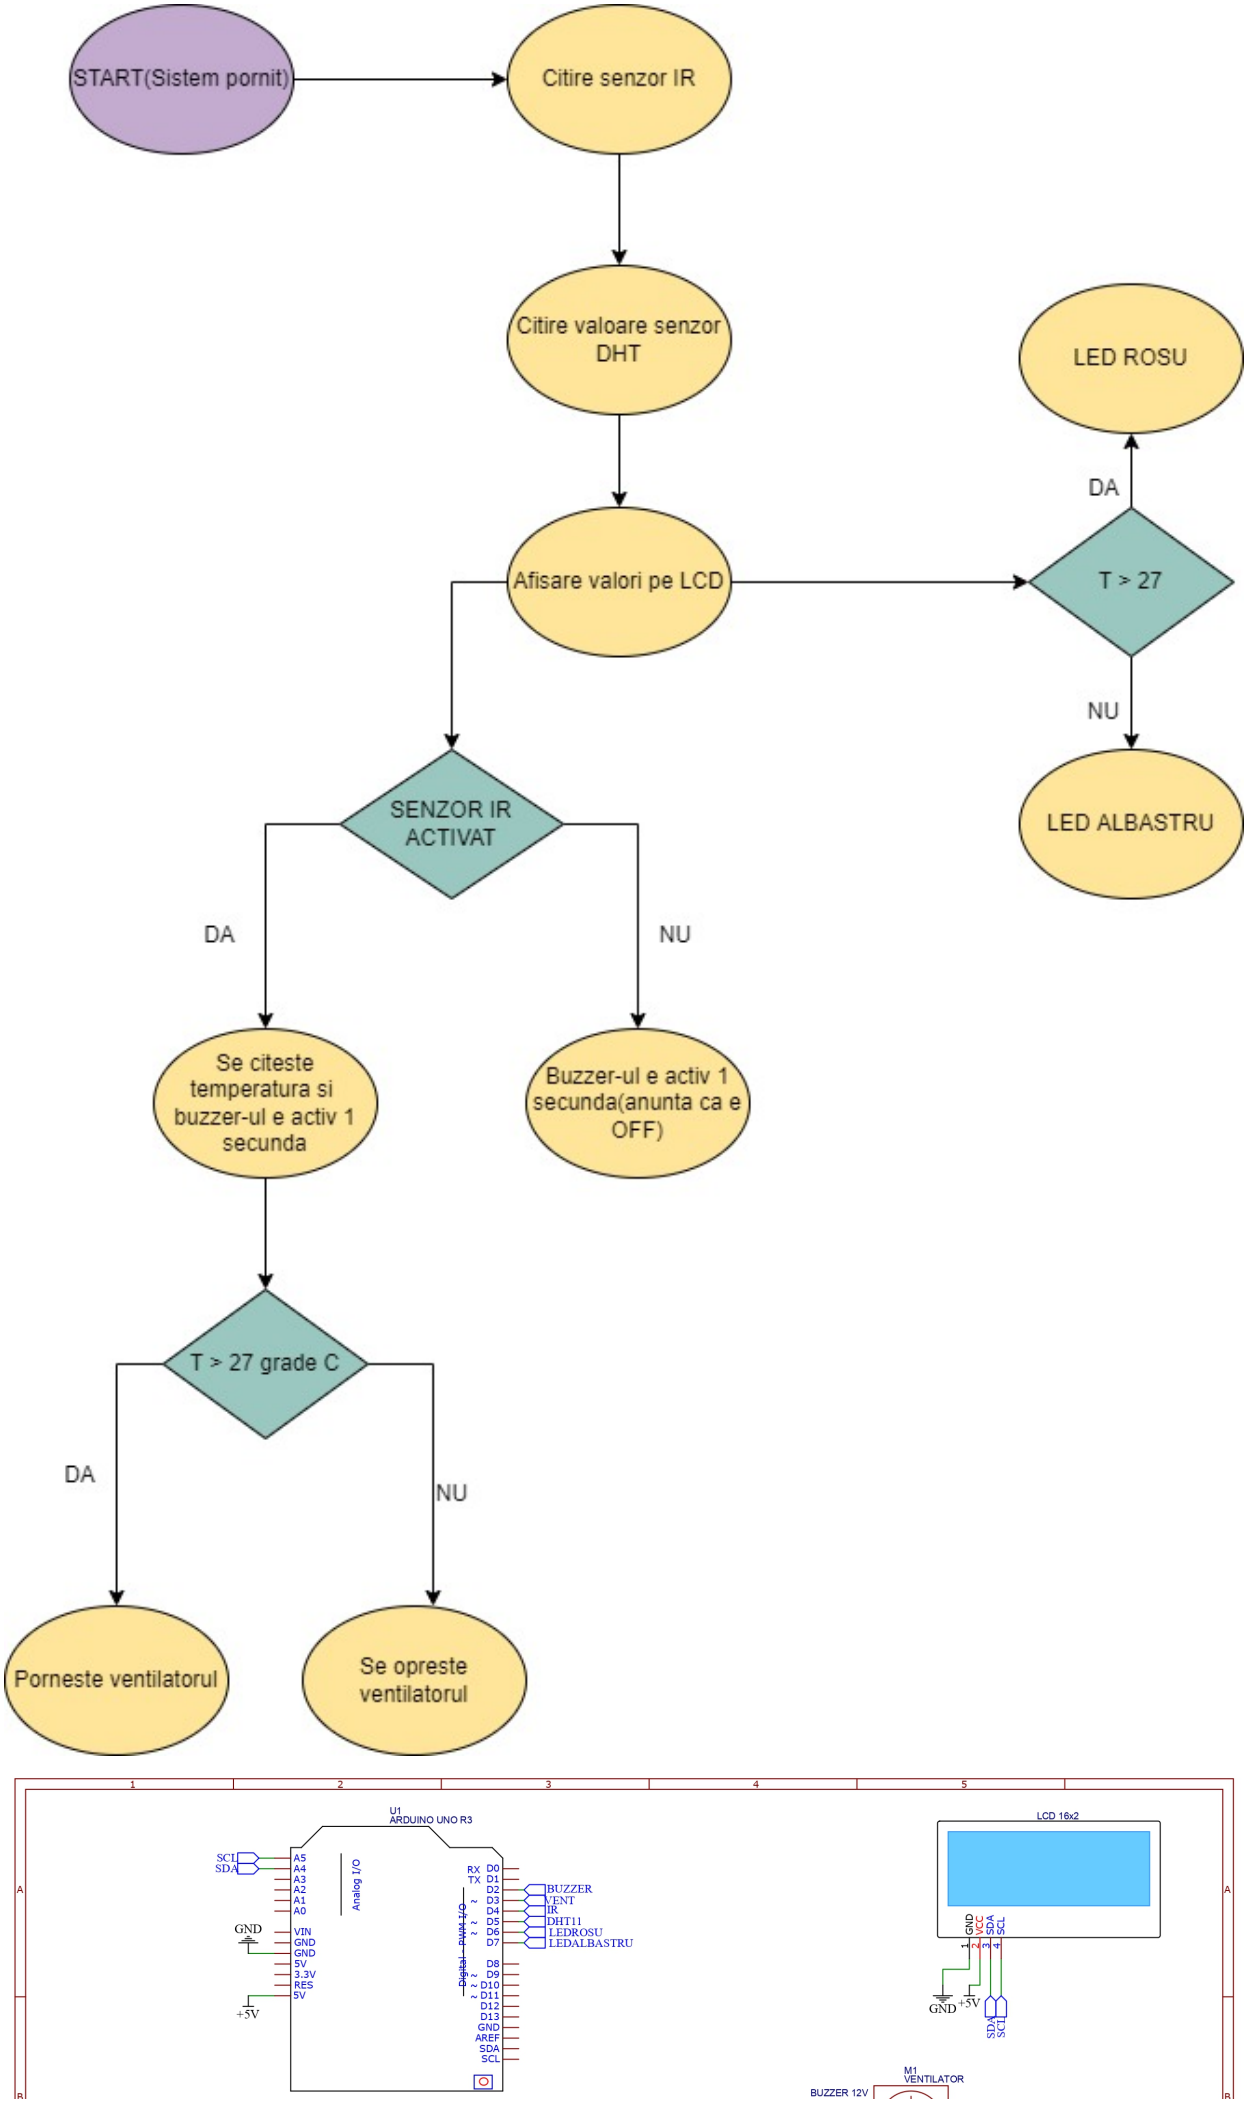 START(Sistem pornit)
Citire senzor IR
Citire valoare senzor
DHT
LED ROSU
DA
Afisare valori pe LCD
T > 27
NU
LED ALBASTRU
SENZOR IR
ACTIVAT
DA
NU
Se citeste
temperatura si
buzzer-ul e activ 1
secunda
Buzzer-ul e activ 1
secunda(anunta ca e
OFF)
T > 27 grade C
DA
NU
Porneste ventilatorul
Se opreste
ventilatorul
1 2 3 4 5
U1
ARDUINO UNO R3
LCD 16x2
A
A
B
B
SCL
SDA
A5
A4
A3
A2
A1
A0
VIN
GND
GND
5V
3.3V
RES
5V
GND
+5V
Analog I/O
Digital - PWM I/O
RX D0
TX D1
D2
~ D3
D4
~ D5
~ D6
D7
D8
~ D9
~ D10
~ D11
D12
D13
GND
AREF
SDA
SCL
BUZZER
VENT
IR
DHT11
LEDROSU
LEDALBASTRU
GND
VCC
SDA
SCL
1
2
3
4
GND
+5V
SDA
SCL
M1
VENTILATOR
BUZZER 12V